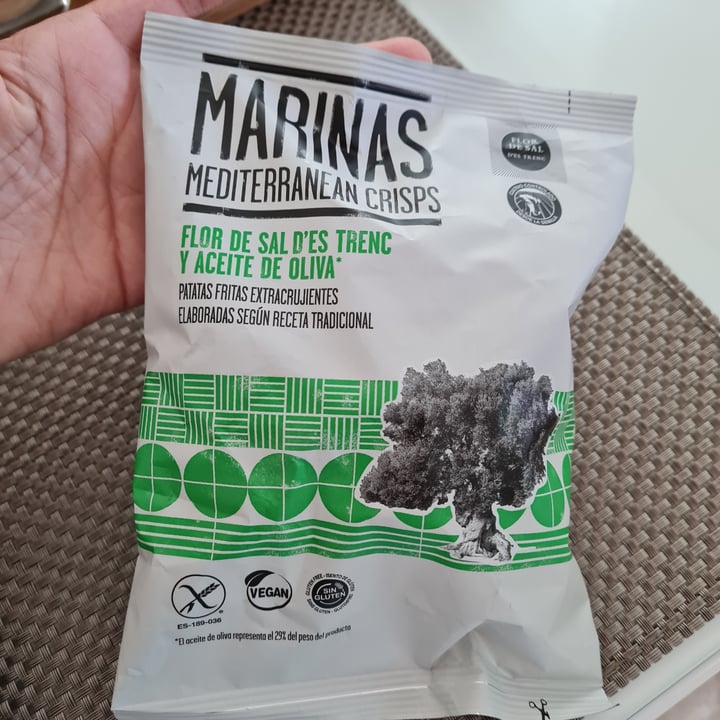 MARINAS
MEDITERRANEAN CRISPS
FLOR
DE SAL
D'ES TRENC
FLOR DE SAL D'ES TRENC
Y ACEITE DE OLIVA*
PATATAS FRITAS EXTRACRUJIENTES
ELABORADAS SEGÚN RECETA TRADICIONAL
ES-189-036
VEGAN
GLUTEN FREE
SIN
GLUTEN
*El aceite de oliva representa el 29% del peso del producto